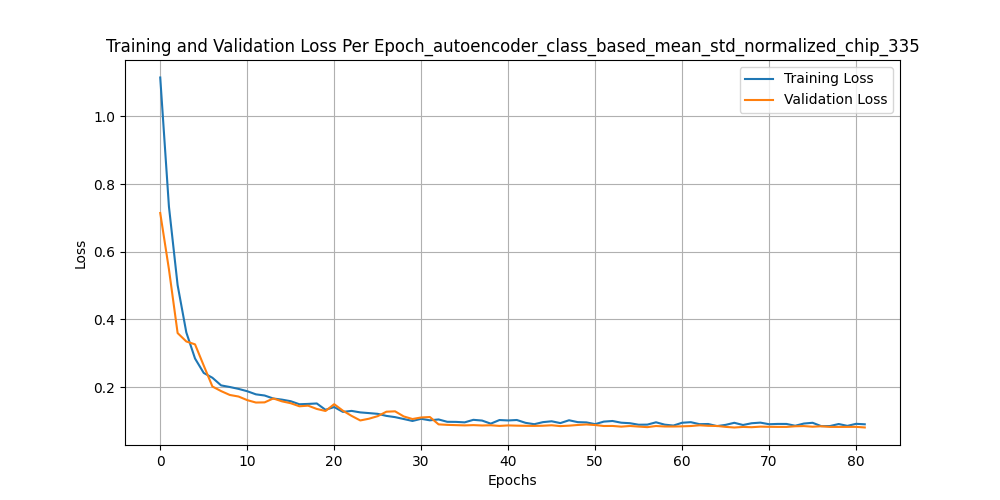 Training and Validation Loss Per Epoch_autoencoder_class_based_mean_std_normalized_chip_335
Training Loss
Validation Loss
Loss
1.0
0.8
0.6
0.4
0.2
0 10 20 30 40 50 60 70 80
Epochs